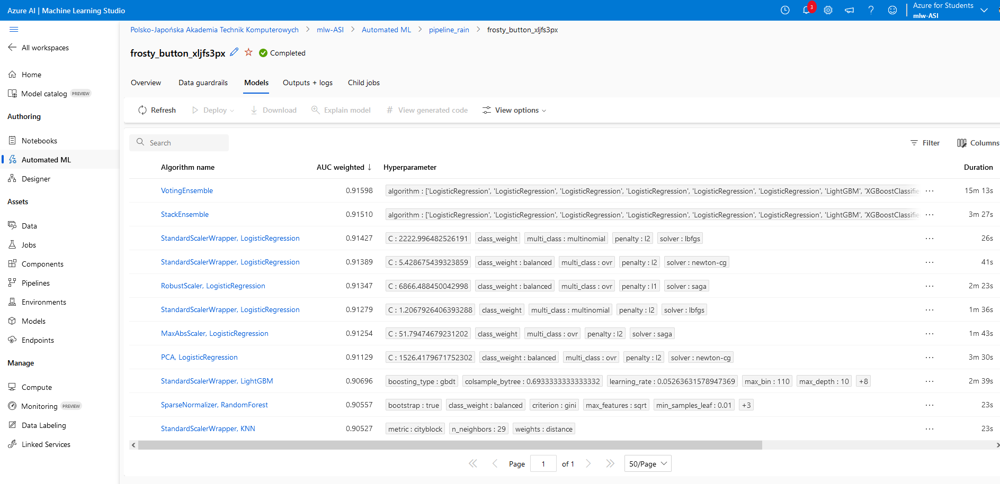 Azure AI | Machine Learning Studio
3
Azure for Students
mlw-ASI
All workspaces
Home
Model catalog PREVIEW
Authoring
Notebooks
Automated ML
Designer
Assets
Data
Jobs
Components
Pipelines
Environments
Models
Endpoints
Manage
Compute
Monitoring PREVIEW
Data Labeling
Linked Services
Polsko-Japońska Akademia Technik Komputerowych > mlw-ASI > Automated ML > pipeline_rain > frosty_button_xljfs3px
frosty_button_xljfs3px Completed
Overview Data guardrails Models Outputs + logs Child jobs
Refresh Deploy Download Explain model # View generated code View options
Search Filter Columns
Algorithm name AUC weighted ↓ Hyperparameter Duration
VotingEnsemble 0.91598 algorithm : ['LogisticRegression', 'LogisticRegression', 'LogisticRegression', 'LogisticRegression', 'LogisticRegression', 'LogisticRegression', 'LightGBM', 'XGBoostClassifie ... 15m 13s
StackEnsemble 0.91510 algorithm : ['LogisticRegression', 'LogisticRegression', 'LogisticRegression', 'LogisticRegression', 'LogisticRegression', 'LogisticRegression', 'LightGBM', 'XGBoostClassifie ... 3m 27s
StandardScalerWrapper, LogisticRegression 0.91427 C : 2222.996482526191 class_weight multi_class : multinomial penalty : l2 solver : lbfgs ... 26s
StandardScalerWrapper, LogisticRegression 0.91389 C : 5.428675439323859 class_weight : balanced multi_class : ovr penalty : l2 solver : newton-cg ... 41s
RobustScaler, LogisticRegression 0.91347 C : 6866.488450042998 class_weight : balanced multi_class : ovr penalty : l1 solver : saga ... 2m 23s
StandardScalerWrapper, LogisticRegression 0.91279 C : 1.2067926406393288 class_weight multi_class : multinomial penalty : l2 solver : lbfgs ... 1m 36s
MaxAbsScaler, LogisticRegression 0.91254 C : 51.79474679231202 class_weight multi_class : ovr penalty : l2 solver : saga ... 1m 43s
PCA, LogisticRegression 0.91129 C : 1526.4179671752302 class_weight : balanced multi_class : ovr penalty : l2 solver : newton-cg ... 3m 30s
StandardScalerWrapper, LightGBM 0.90696 boosting_type : gbdt colsample_bytree : 0.6933333333333332 learning_rate : 0.05263631578947369 max_bin : 110 max_depth : 10 +8 ... 2m 39s
SparseNormalizer, RandomForest 0.90557 bootstrap : true class_weight : balanced criterion : gini max_features : sqrt min_samples_leaf : 0.01 +3 ... 23s
StandardScalerWrapper, KNN 0.90527 metric : cityblock n_neighbors : 29 weights : distance ... 23s
Page 1 of 1 50/Page